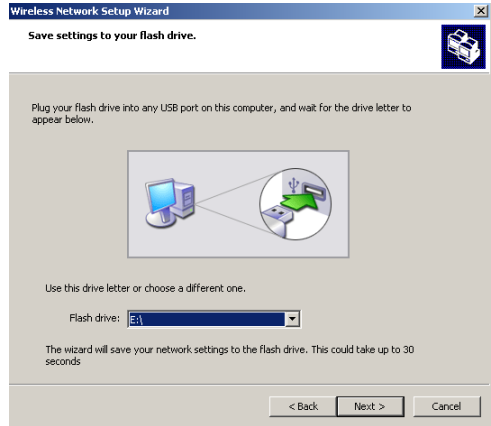 Wireless Network Setup Wizard
Save settings to your flash drive.
Plug your flash drive into any USB port on this computer, and wait for the drive letter to
appear below.
Use this drive letter or choose a different one.
Flash drive: E:\
The wizard will save your network settings to the flash drive. This could take up to 30
seconds
< Back Next > Cancel